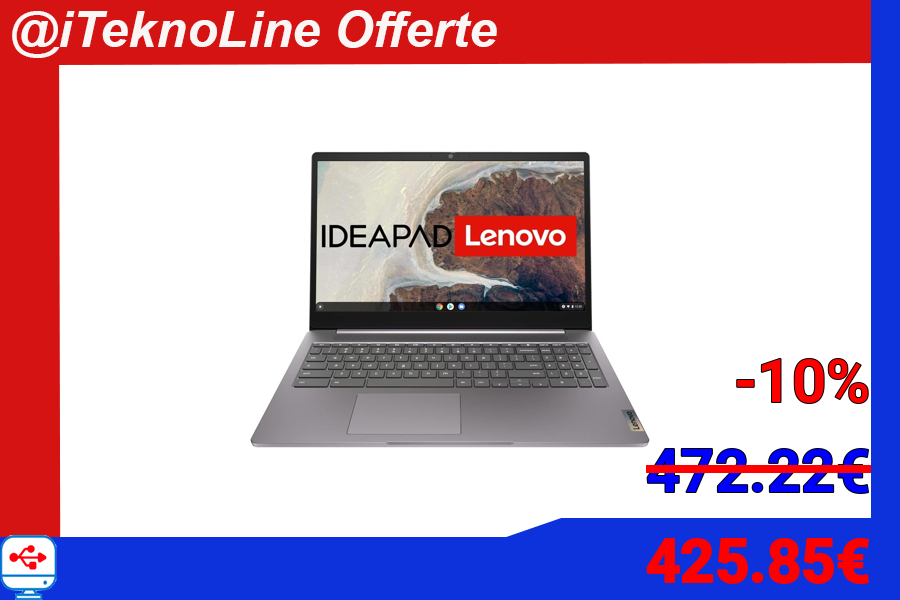 @iTeknoLine Offerte
IDEAPAD Lenovo
-10%
472.22€
425.85€